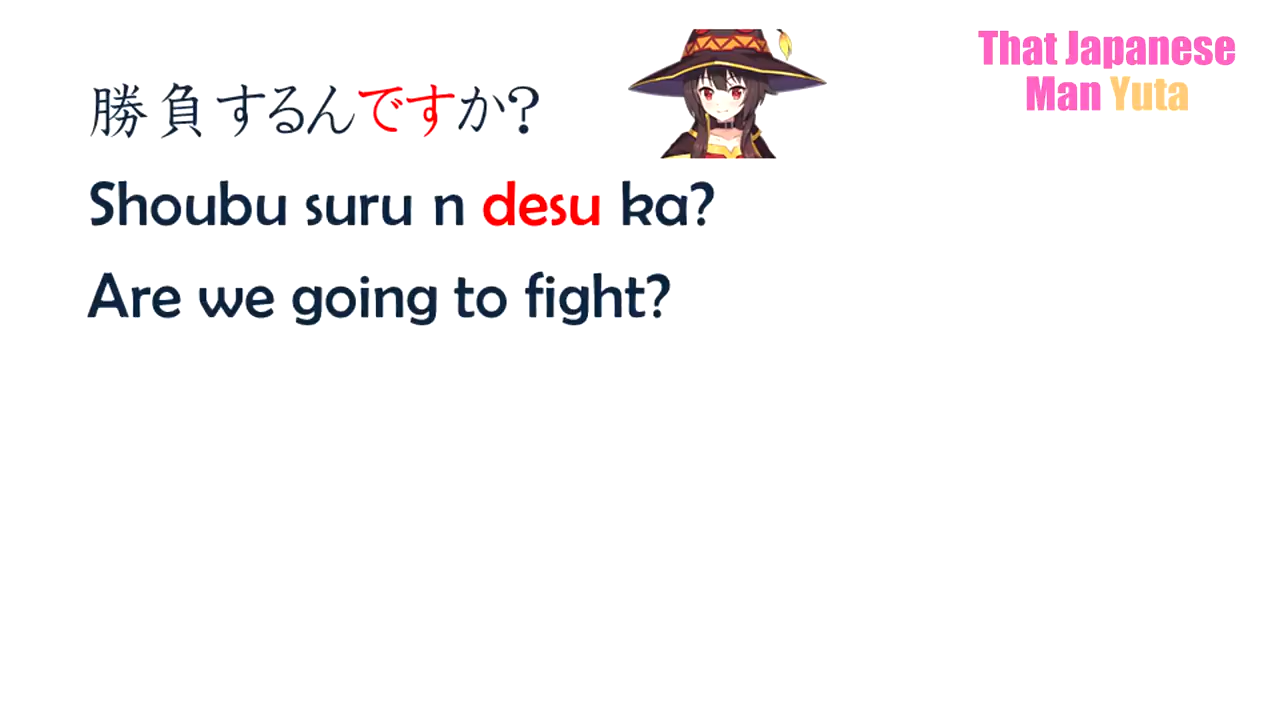 勝負するんですか？
Shoubu suru n desu ka?
Are we going to fight?
That Japanese
Man Yuta